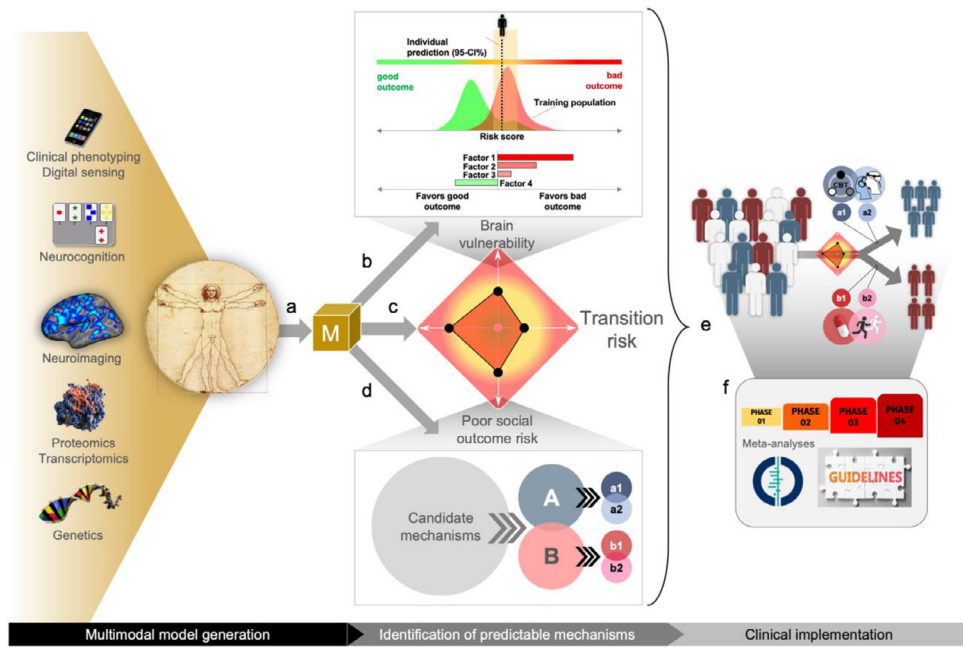 Clinical phenotyping
Digital sensing
Neurocognition
Neuroimaging
Proteomics
Transcriptomics
Genetics
a
M
b
c
d
Individual
prediction (95-CI%)
good
outcome
bad
outcome
Training population
Risk score
Factor 1
Factor 2
Factor 3
Factor 4
Favors good
outcome
Favors bad
outcome
Brain
vulnerability
Transition
risk
Poor social
outcome risk
Candidate
mechanisms
A
B
a1
a2
b1
b2
e
CBT
a1
a2
b1
b2
f
PHASE
01
PHASE
02
PHASE
03
PHASE
04
Meta-analyses
GUIDELINES
Multimodal model generation
Identification of predictable mechanisms
Clinical implementation